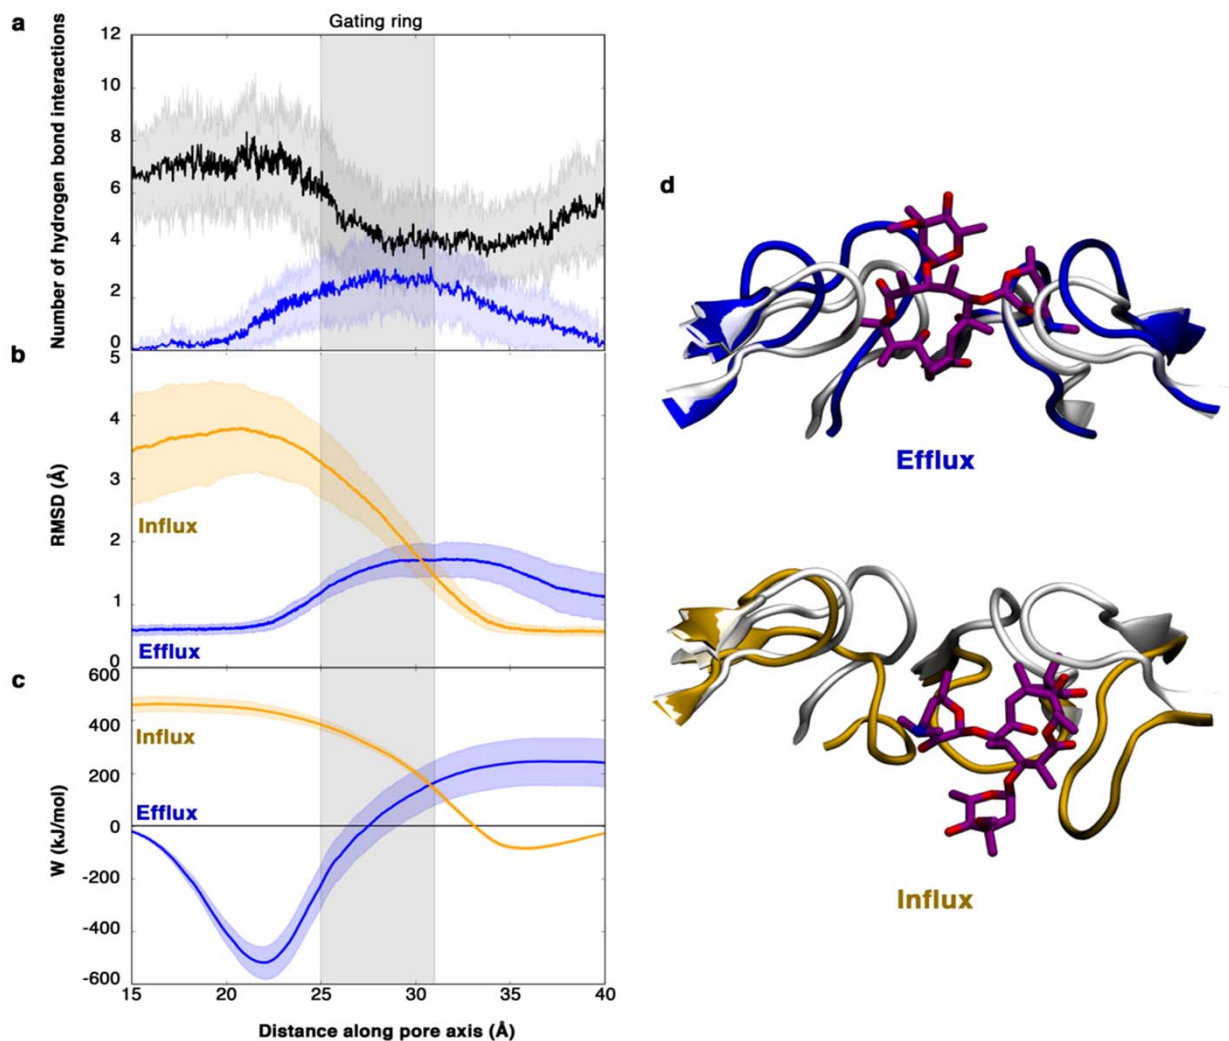 a
Gating ring
Number of hydrogen bond interactions
12
10
8
6
4
2
0
b
RMSD (Å)
5
4
3
2
1
0
Influx
Efflux
c
W (kJ/mol)
600
400
200
0
-200
-400
-600
Influx
Efflux
15
20
25
30
35
40
Distance along pore axis (Å)
d
Efflux
Influx